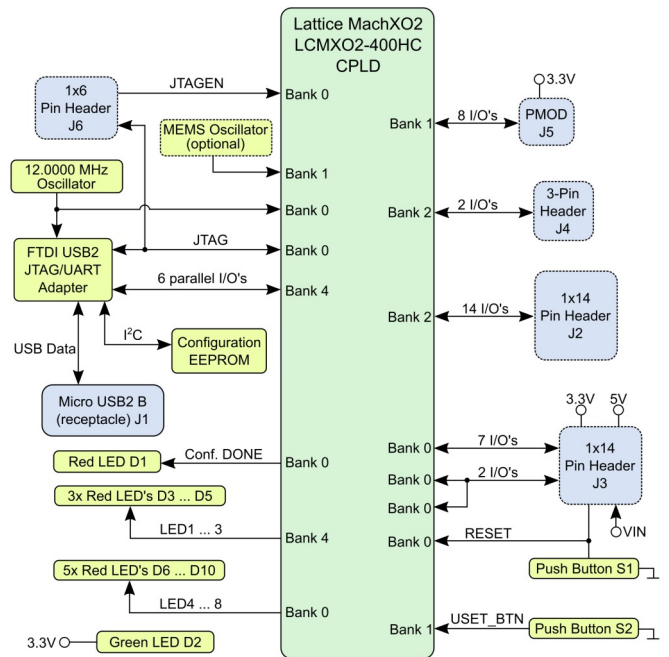 Lattice MachXO2
LCMXO2-400HC
CPLD
1x6
Pin Header
J6
JTAGEN
Bank 0
MEMS Oscillator
(optional)
Bank 1
12.0000 MHz
Oscillator
Bank 0
FTDI USB2
JTAG/UART
Adapter
JTAG
Bank 0
6 parallel I/O's
Bank 4
I²C
USB Data
Configuration
EEPROM
Micro USB2 B
(receptacle) J1
Red LED D1
Conf. DONE
Bank 0
3x Red LED's D3 ... D5
LED1 ... 3
Bank 4
5x Red LED's D6 ... D10
LED4 ... 8
Bank 0
3.3V
Green LED D2
3.3V
Bank 1
8 I/O's
PMOD
J5
Bank 2
2 I/O's
3-Pin
Header
J4
Bank 2
14 I/O's
1x14
Pin Header
J2
3.3V
5V
Bank 0
7 I/O's
1x14
Pin Header
J3
Bank 0
2 I/O's
Bank 0
VIN
Bank 0
RESET
Push Button S1
Bank 1
USET_BTN
Push Button S2